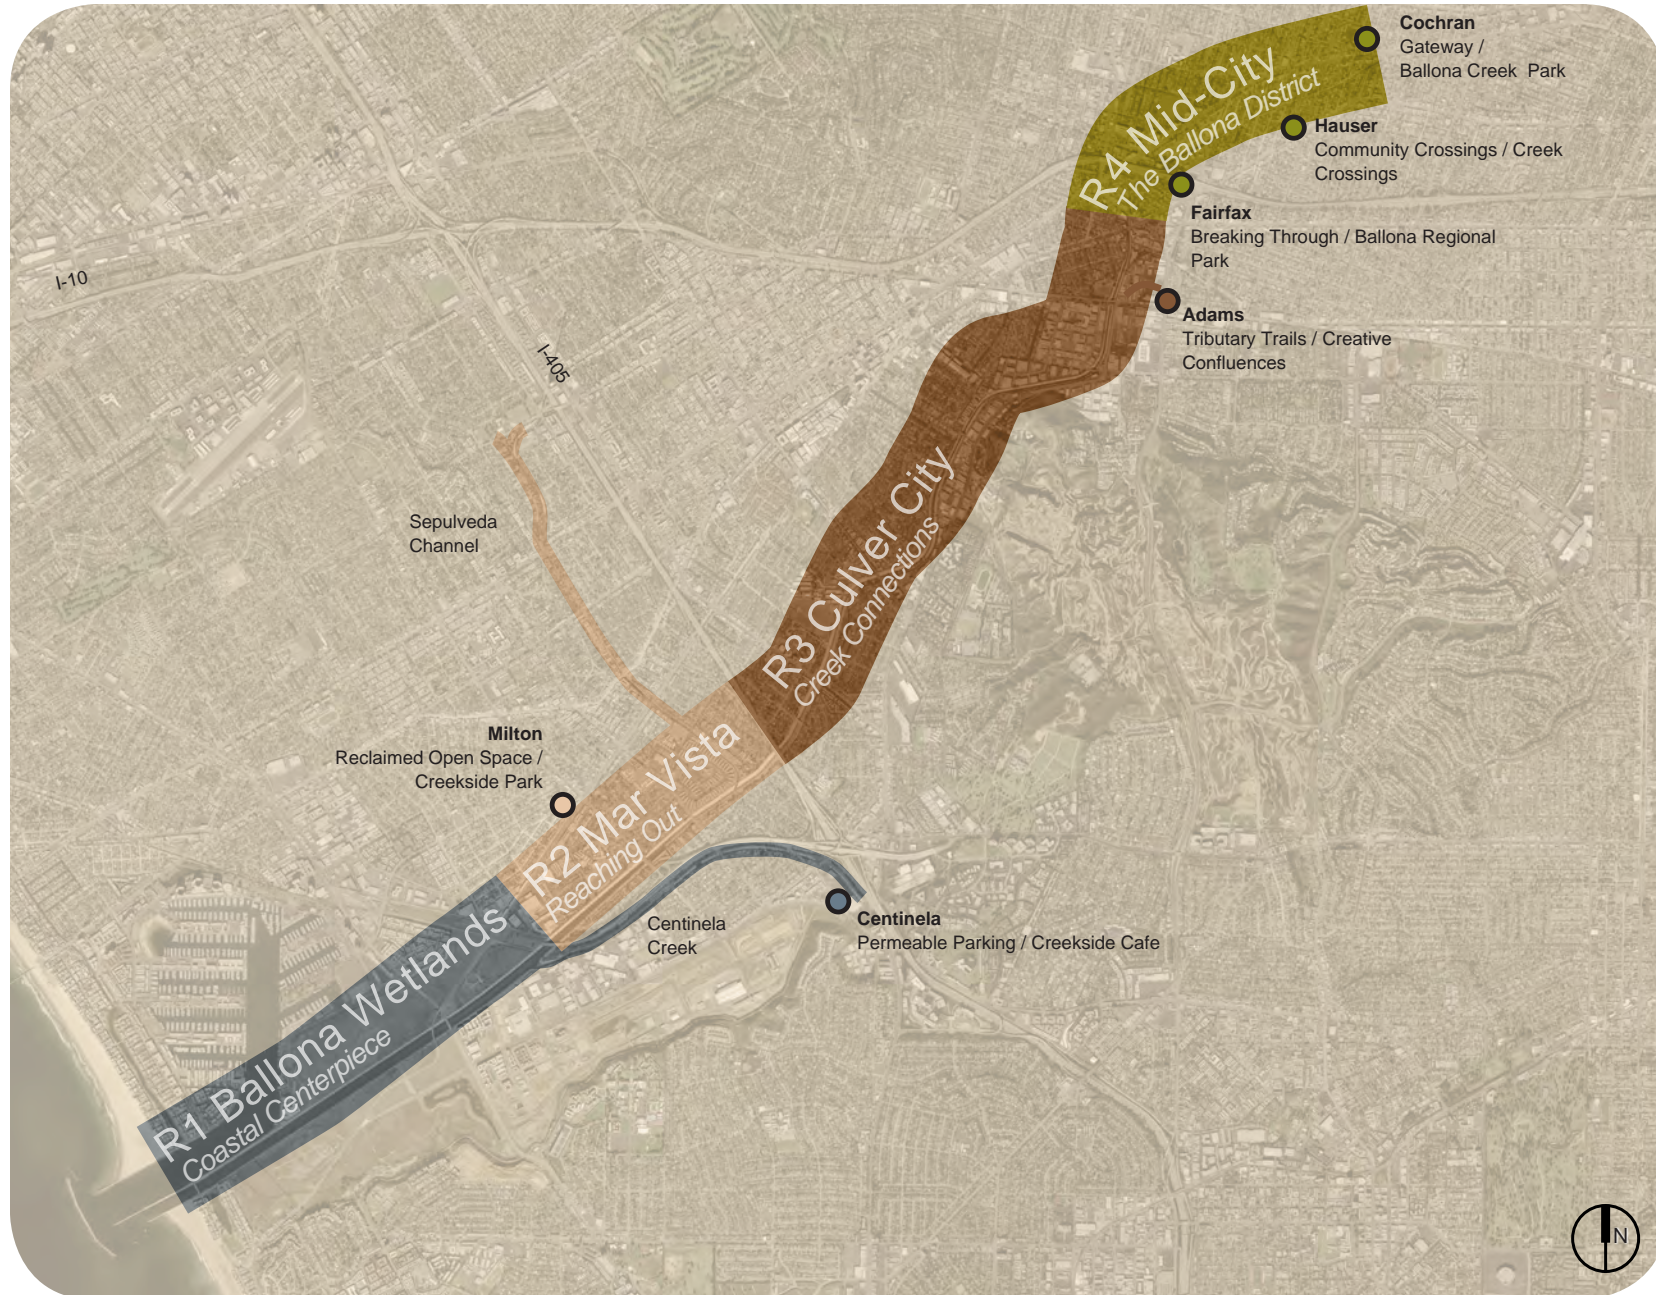 Cochran
Gateway /
Ballona Creek Park
R4 Mid-City
The Ballona District
Hauser
Community Crossings / Creek
Crossings
Fairfax
Breaking Through / Ballona Regional
Park
I-10
Adams
Tributary Trails / Creative
Confluences
I-405
Sepulveda
Channel
R3 Culver City
Creek Connections
Milton
Reclaimed Open Space /
Creekside Park
R2 Mar Vista
Reaching Out
Centinela
Creek
Centinela
Permeable Parking / Creekside Cafe
R1 Ballona Wetlands
Coastal Centerpiece
N